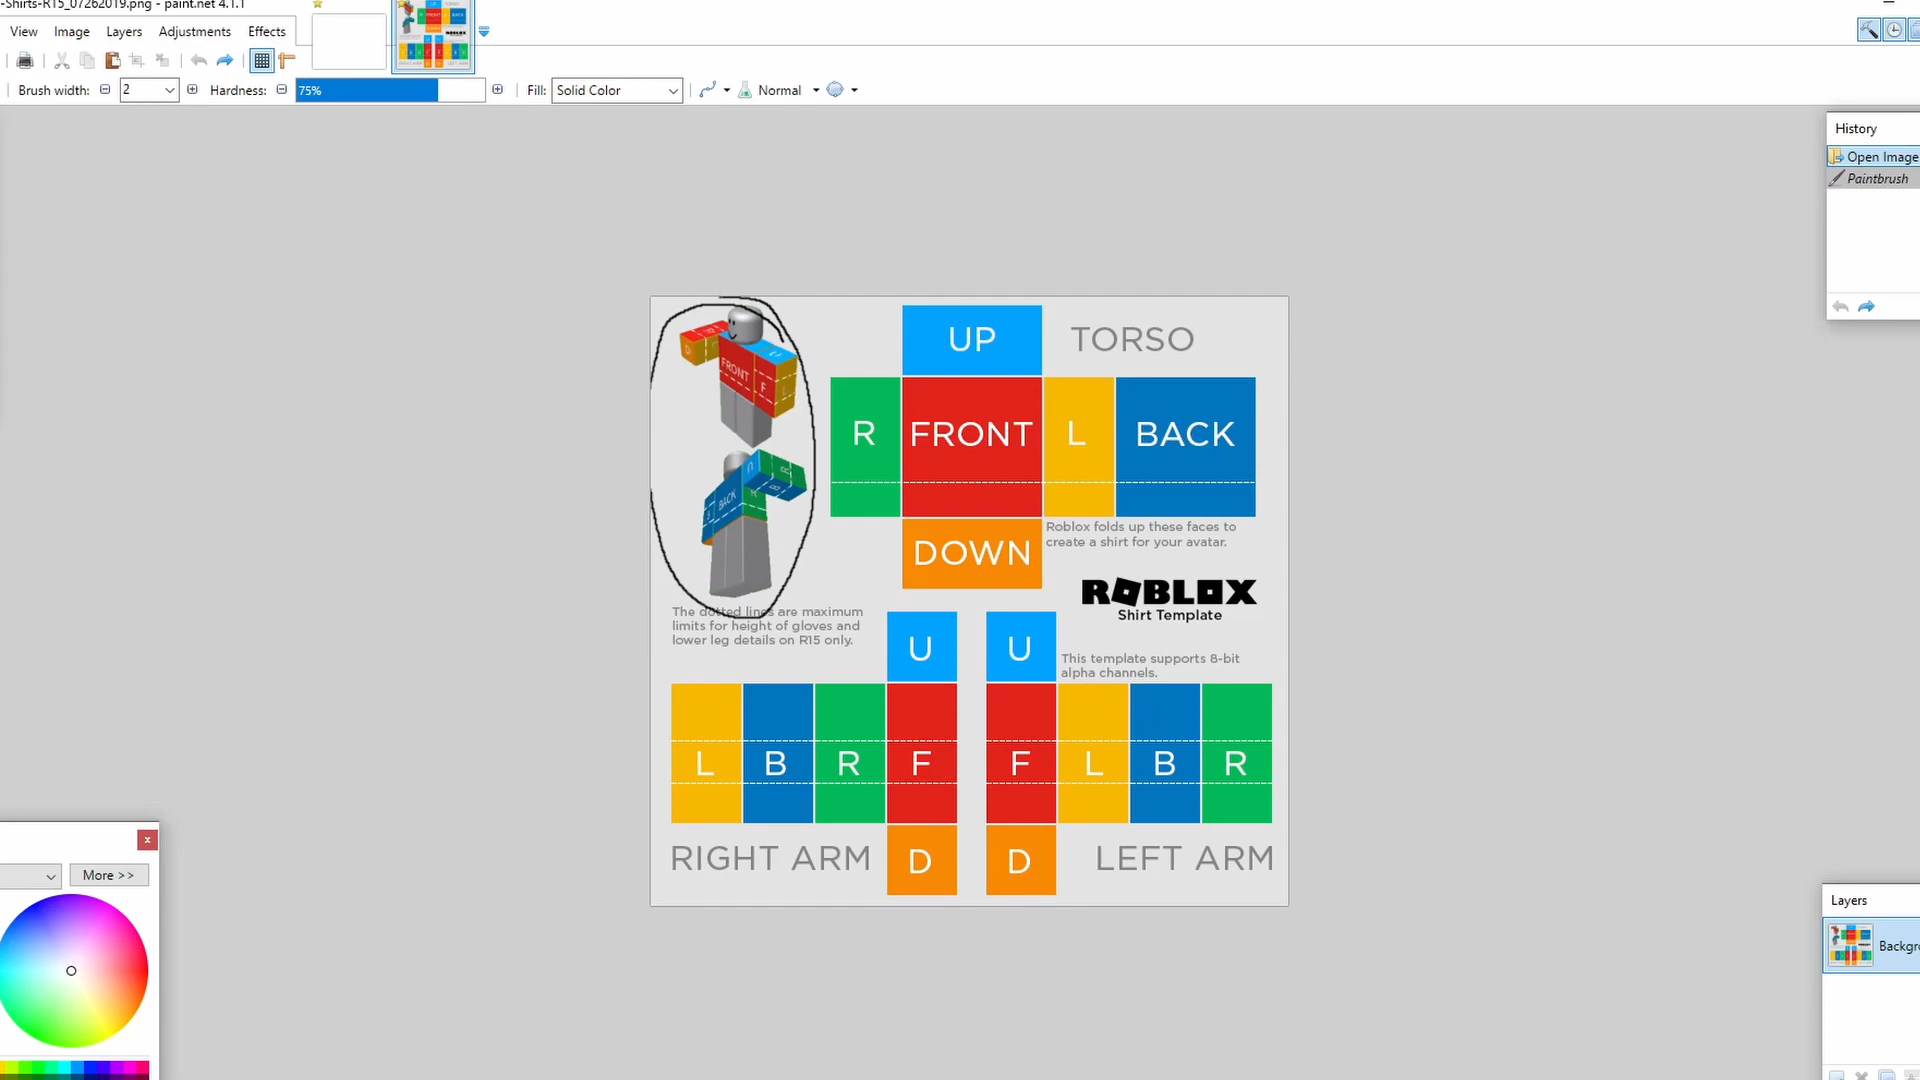 -Shirts-R15_07262019.png - paint.net 4.1.1
View Image Layers Adjustments Effects
Brush width: 2 Hardness: 75% Fill: Solid Color Normal
History
Open Image
Paintbrush
UP TORSO
R FRONT L BACK
FRONT F L
BACK
DOWN
Roblox folds up these faces to
create a shirt for your avatar.
ROBLOX
Shirt Template
The dotted lines are maximum
limits for height of gloves and
lower leg details on R15 only.
U U
This template supports 8-bit
alpha channels.
L B R F F L B R
RIGHT ARM D D LEFT ARM
More >>
Layers
Backgr